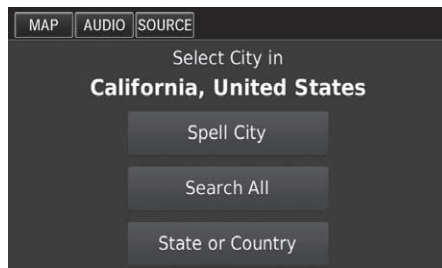 MAP AUDIO SOURCE
Select City in
California, United States
Spell City
Search All
State or Country